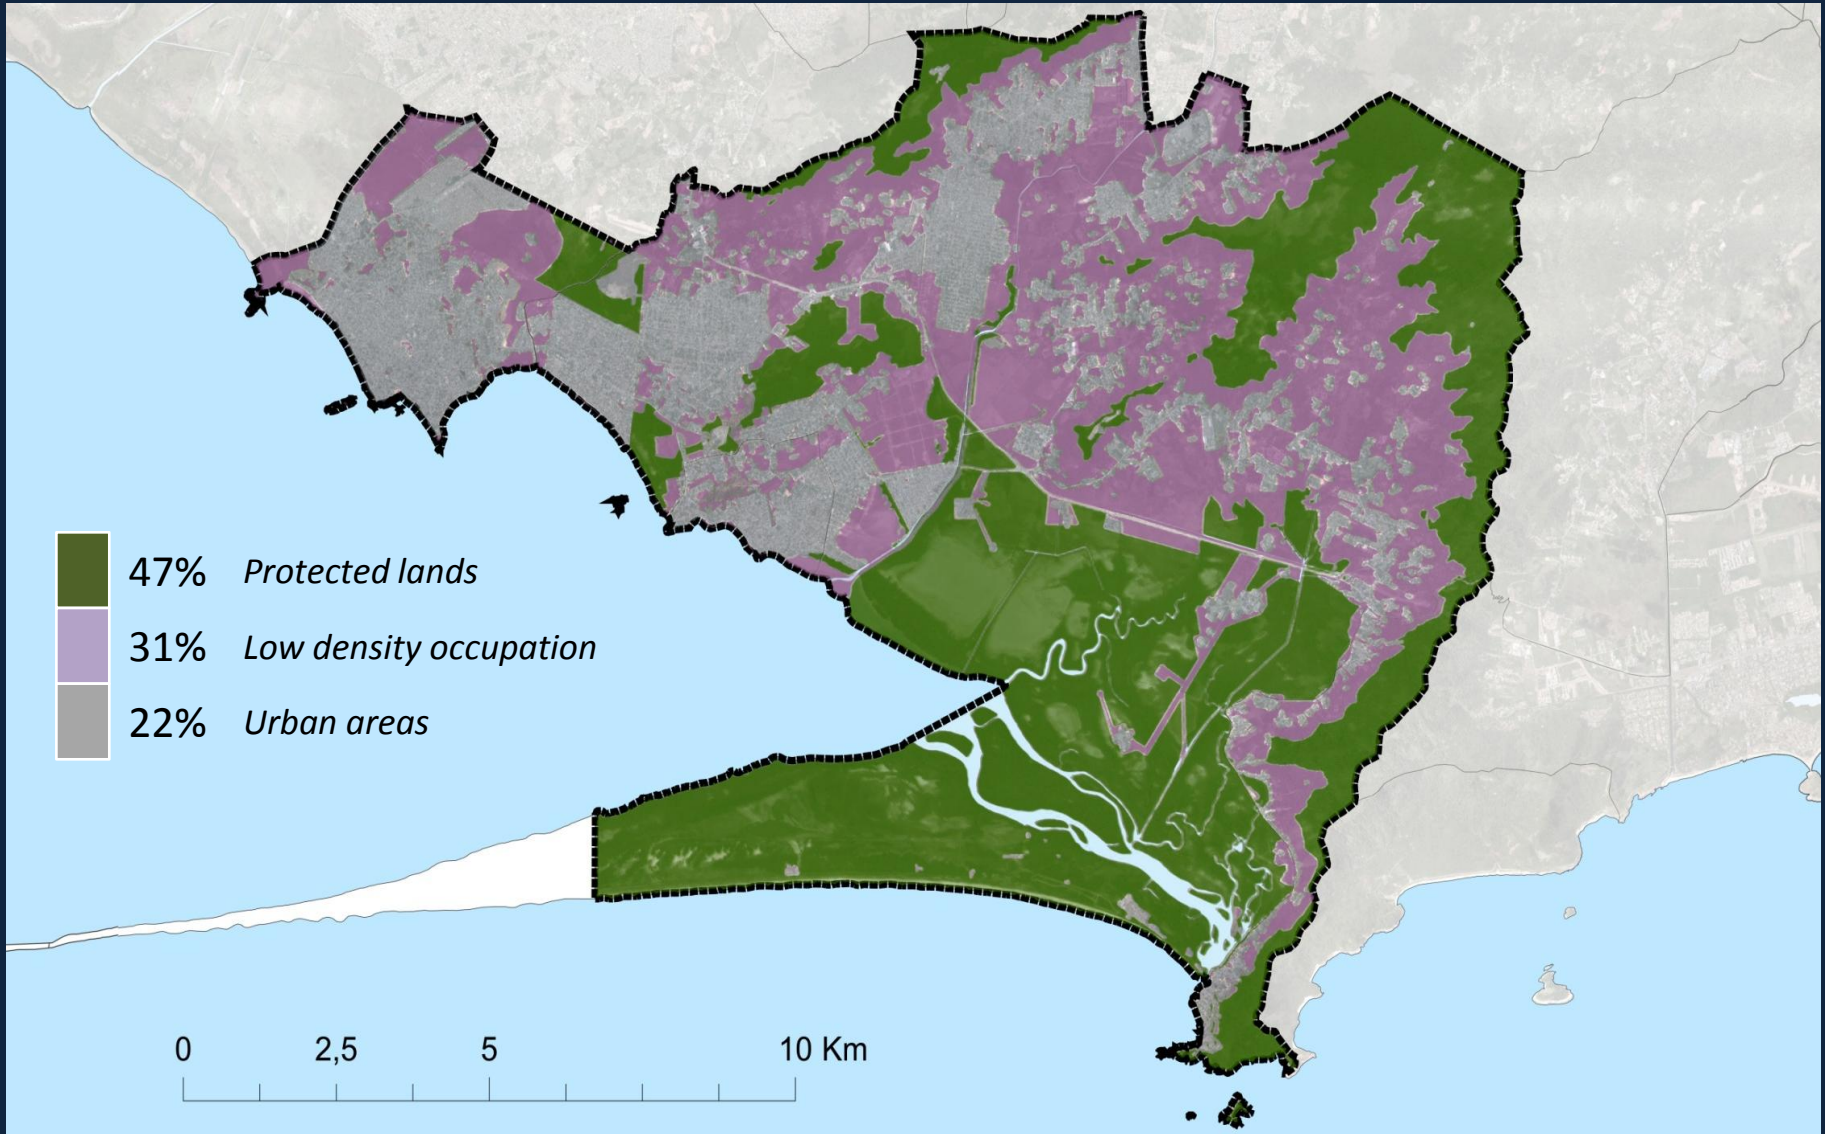 47% Protected lands
31% Low density occupation
22% Urban areas
0 2,5 5 10 Km